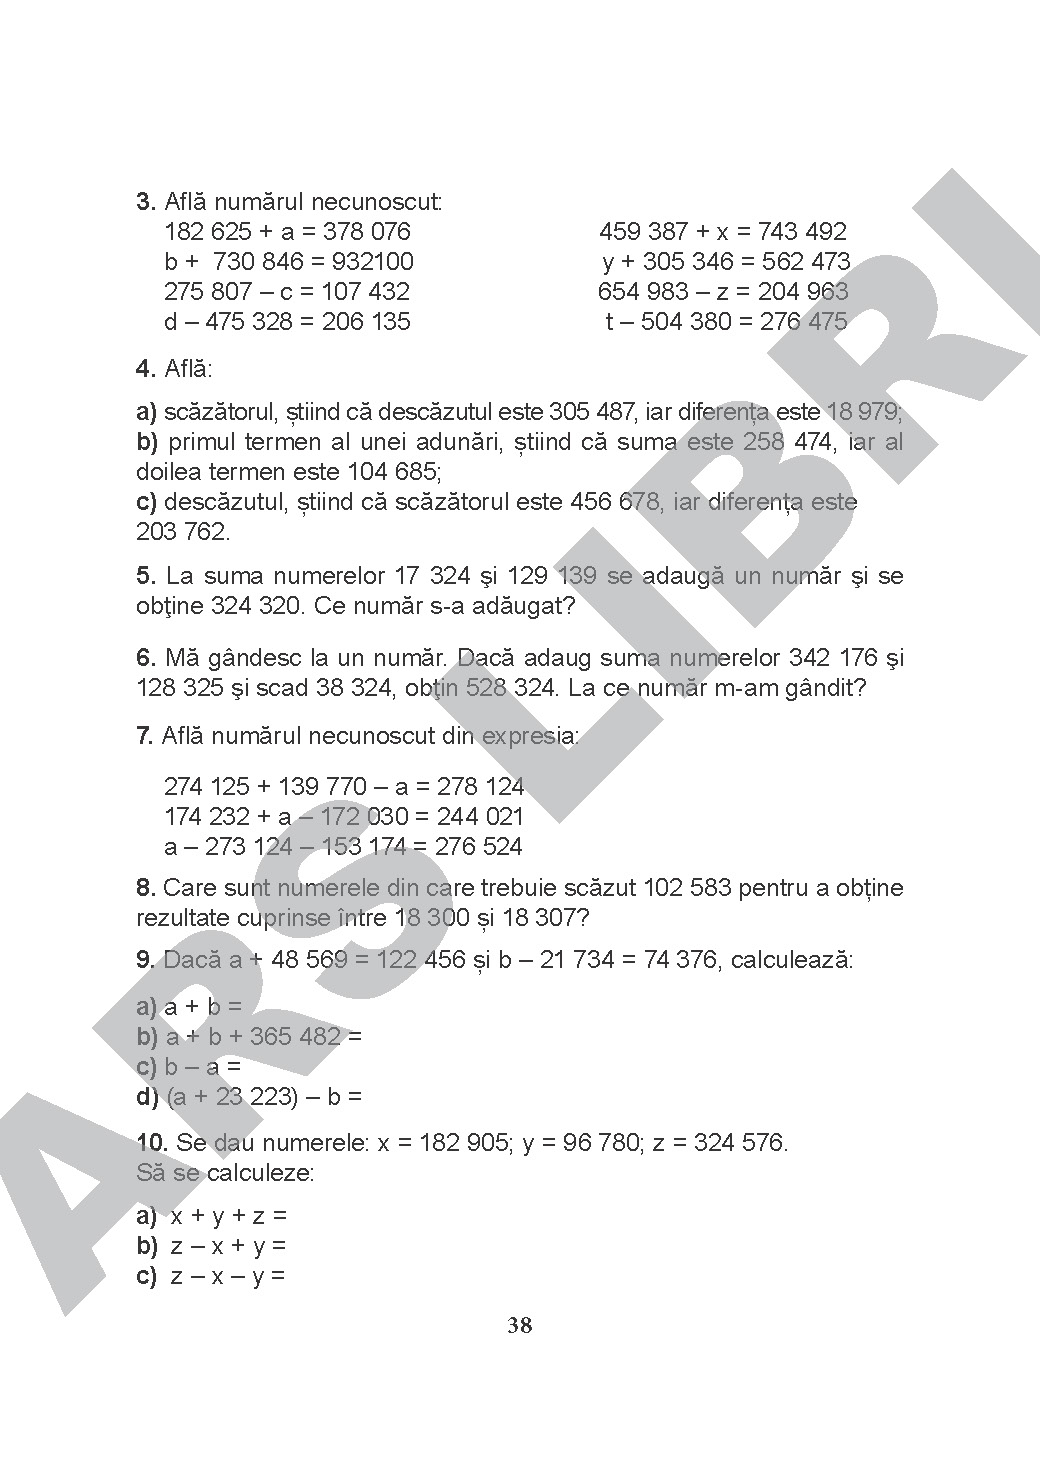 3. Află numărul necunoscut:
182 625 + a = 378 076
b +  730 846 = 932100
275 807 – c = 107 432
d – 475 328 = 206 135
459 387 + x = 743 492
y + 305 346 = 562 473
654 983 – z = 204 963
t – 504 380 = 276 475
4. Află:
a) scăzătorul, știind că descăzutul este 305 487, iar diferența este 18 979;
b) primul termen al unei adunări, știind că suma este 258 474, iar al
doilea termen este 104 685;
c) descăzutul, știind că scăzătorul este 456 678, iar diferența este
203 762.
5. La suma numerelor 17 324 şi 129 139 se adaugă un număr şi se
obţine 324 320. Ce număr s-a adăugat?
6. Mă gândesc la un număr. Dacă adaug suma numerelor 342 176 şi
128 325 şi scad 38 324, obţin 528 324. La ce număr m-am gândit?
7. Află numărul necunoscut din expresia:
274 125 + 139 770 – a = 278 124
174 232 + a – 172 030 = 244 021
a – 273 124 – 153 174 = 276 524
8. Care sunt numerele din care trebuie scăzut 102 583 pentru a obține
rezultate cuprinse între 18 300 și 18 307?
9. Dacă a + 48 569 = 122 456 și b – 21 734 = 74 376, calculează:
a) a + b =
b) a + b + 365 482 =
c) b – a =
d) (a + 23 223) – b =
10. Se dau numerele: x = 182 905; y = 96 780; z = 324 576.
Să se calculeze:
a) x + y + z =
b) z – x + y =
c) z – x – y =
38
ARS LIBRI